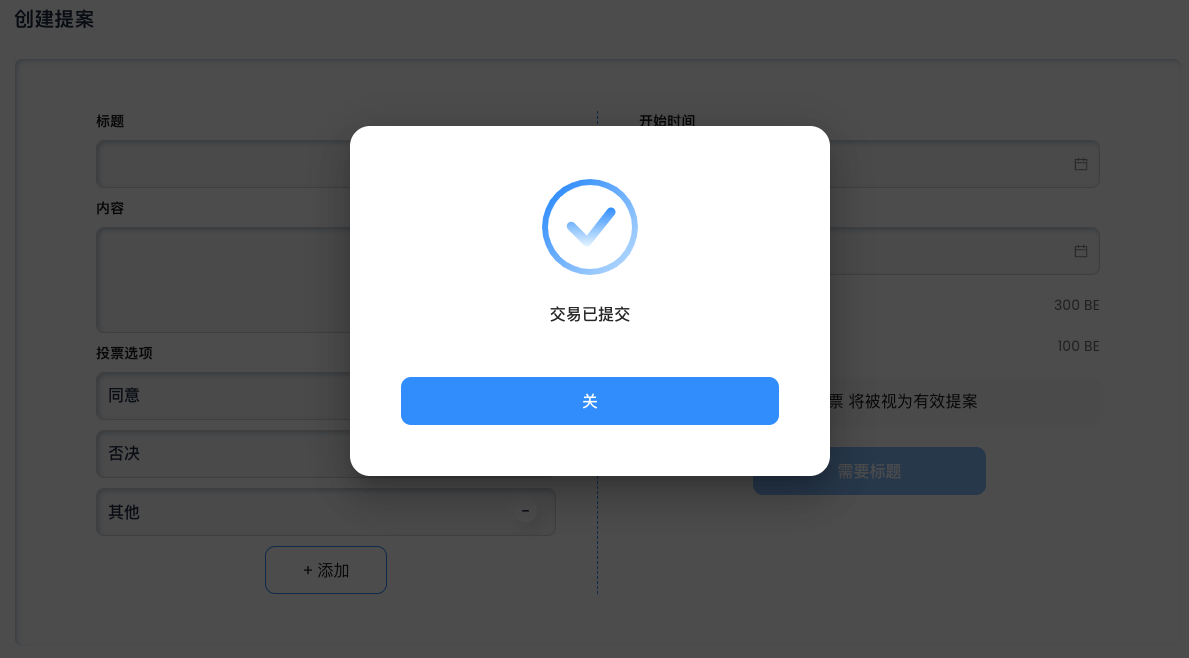 创建提案
标题
内容
投票选项
同意
否决
其他
+ 添加
开始时间
300 BE
100 BE
票 将被视为有效提案
需要标题
交易已提交
关